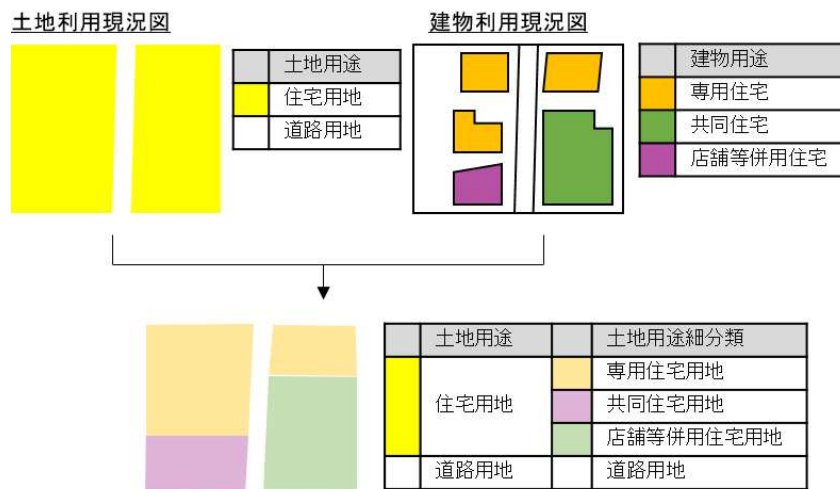 土地利用現況図
建物利用現況図
土地用途
住宅用地
道路用地
建物用途
専用住宅
共同住宅
店舗等併用住宅
土地用途 土地用途細分類
専用住宅用地
住宅用地 共同住宅用地
店舗等併用住宅用地
道路用地 道路用地